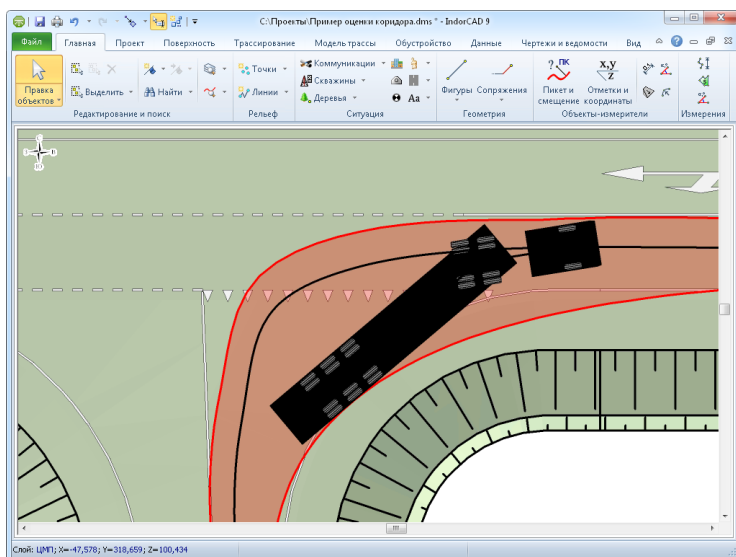 C:\Проекты\Пример оценки коридора.dms * - IndorCAD 9
Файл Главная Проект Поверхность Трассирование Модель трассы Обустройство Данные Чертежи и ведомости Вид
Правка объектов
Выделить
Найти
Редактирование и поиск
Точки
Линии
Рельеф
Коммуникации
Скважины
Деревья
Aa
Ситуация
Фигуры Сопряжения
Геометрия
?ПК
Пикет и смещение
x,y z
Отметки и координаты
Объекты-измерители
Измерения
Слой: ЦМП; X=-47,578; Y=318,659; Z=100,434